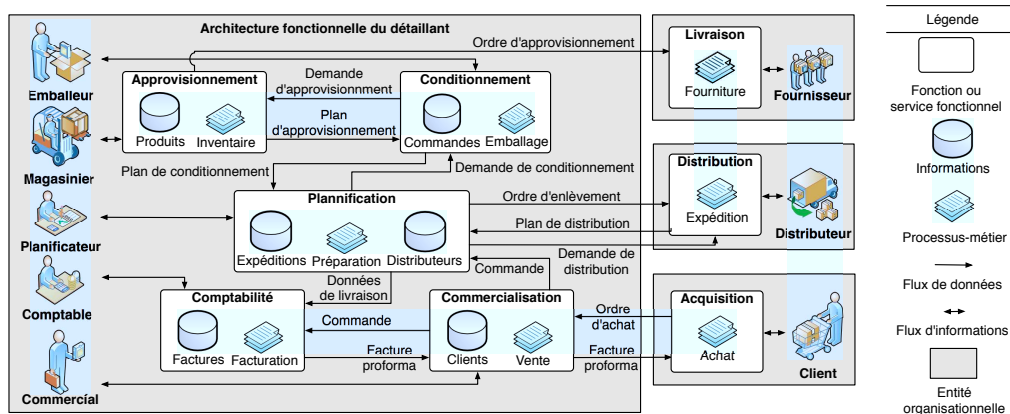 Architecture fonctionnelle du détaillant
Emballeur
Magasinier
Planificateur
Comptable
Commercial
Approvisionnement
Produits
Inventaire
Demande
d'approvisionnment
Plan
d'approvisionnement
Conditionnement
Commandes
Emballage
Ordre d'approvisionnement
Plan de conditionnement
Demande de conditionnement
Plannification
Expéditions
Préparation
Distributeurs
Ordre d'enlèvement
Plan de distribution
Demande de
distribution
Données
de livraison
Commande
Comptabilité
Factures
Facturation
Commande
Facture
proforma
Commercialisation
Clients
Vente
Ordre
d'achat
Facture
proforma
Livraison
Fourniture
Fournisseur
Distribution
Expédition
Distributeur
Acquisition
Achat
Client
Légende
Fonction ou
service fonctionnel
Informations
Processus-métier
Flux de données
Flux d'informations
Entité
organisationnelle